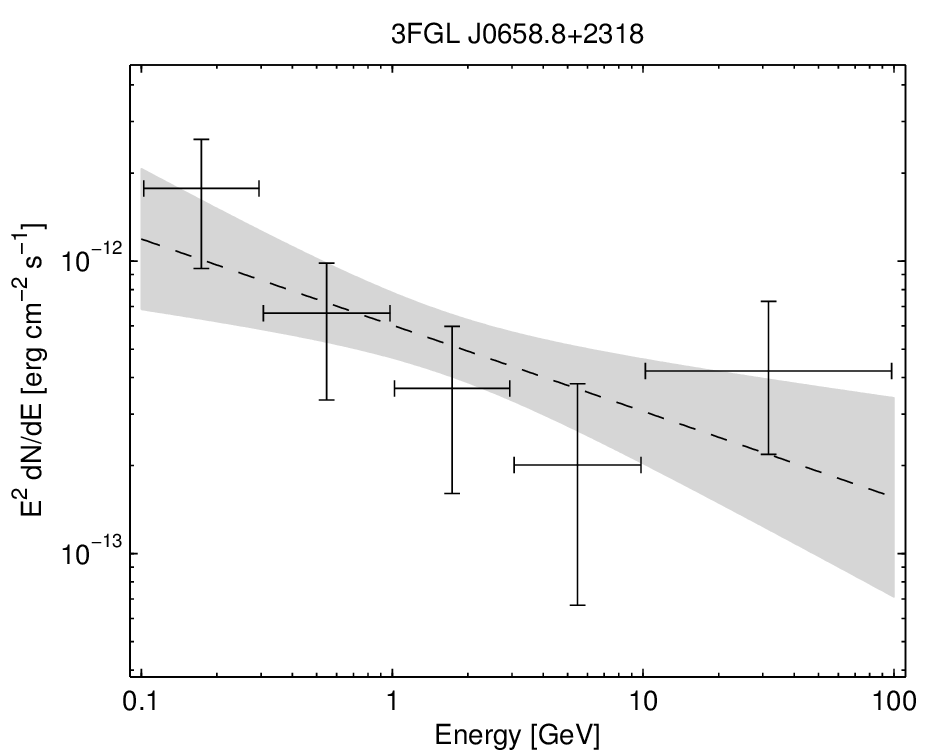 3FGL J0658.8+2318
E² dN/dE [erg cm⁻² s⁻¹]
10⁻¹²
10⁻¹³
0.1 1 10 100
Energy [GeV]